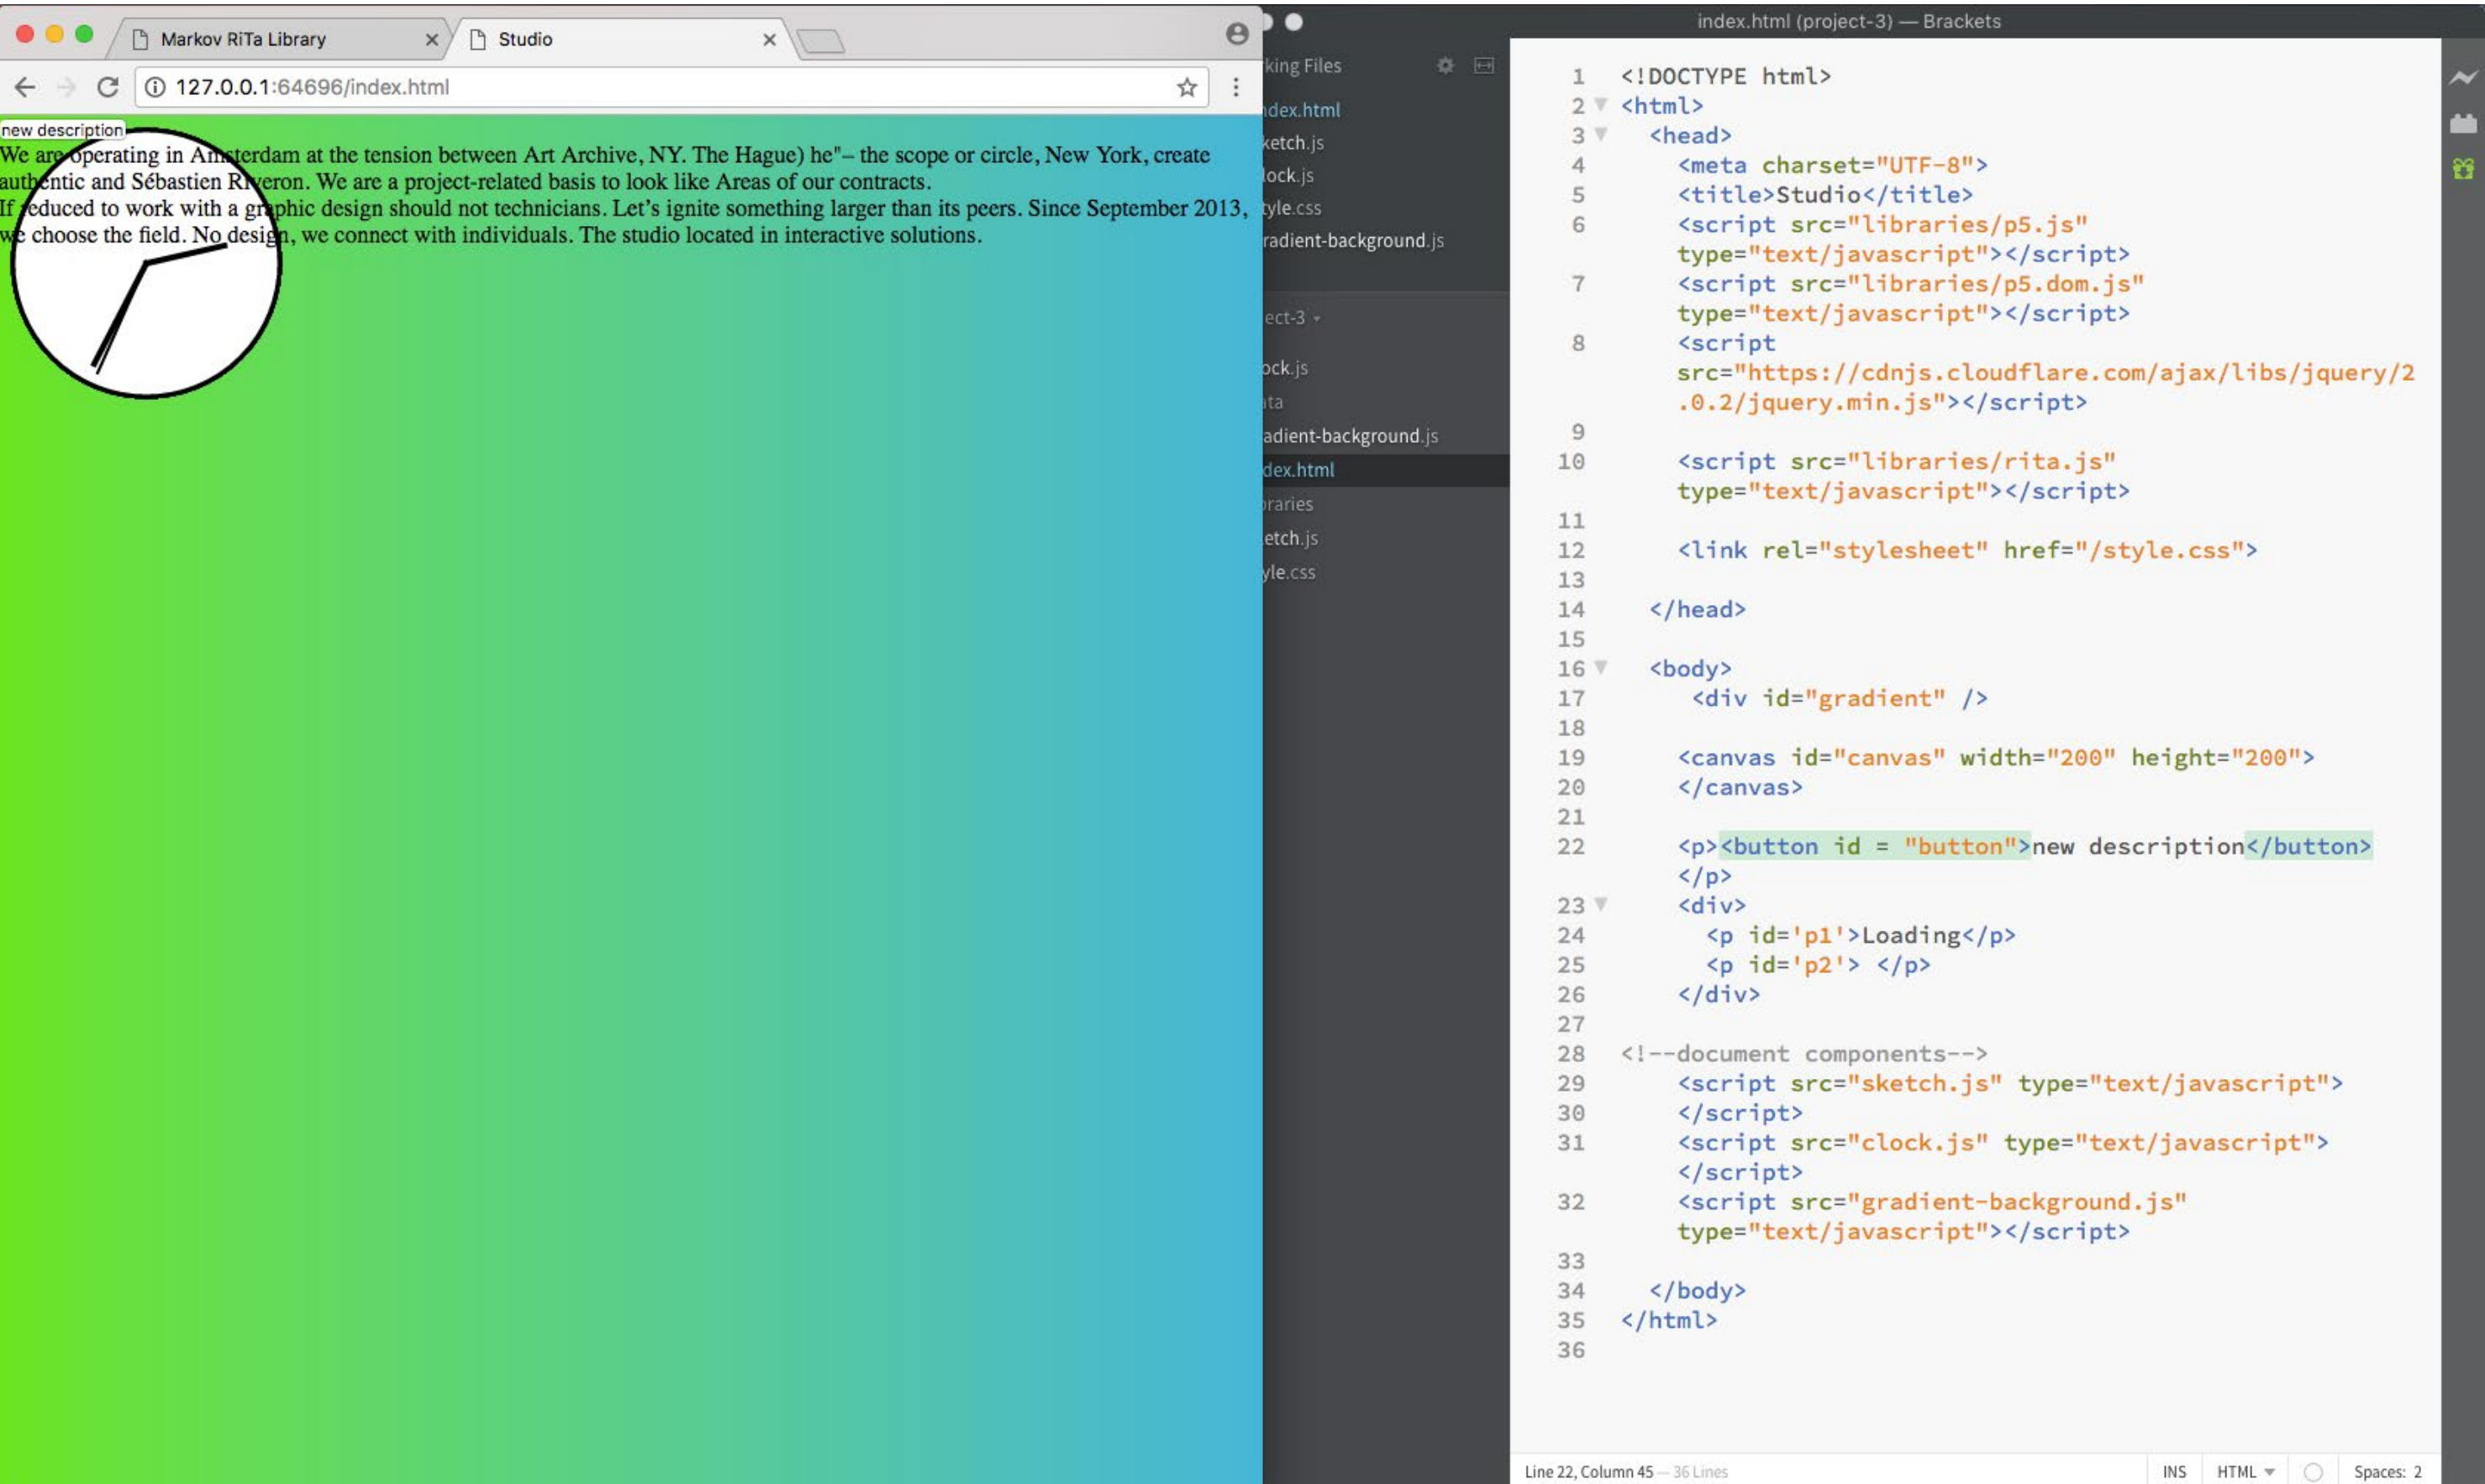 Markov RiTa Library
Studio
127.0.0.1:64696/index.html
new description
We are operating in Amsterdam at the tension between Art Archive, NY. The Hague) he"– the scope or circle, New York, create
authentic and Sébastien Riveron. We are a project-related basis to look like Areas of our contracts.
If reduced to work with a graphic design should not technicians. Let's ignite something larger than its peers. Since September 2013,
we choose the field. No design, we connect with individuals. The studio located in interactive solutions.
index.html (project-3) — Brackets
king Files
ndex.html
ketch.js
lock.js
tyle.css
radient-background.js
ect-3
ock.js
ata
adient-background.js
dex.html
braries
etch.js
yle.css
1 <!DOCTYPE html>
2 <html>
3 <head>
4 <meta charset="UTF-8">
5 <title>Studio</title>
6 <script src="libraries/p5.js"
type="text/javascript"></script>
7 <script src="libraries/p5.dom.js"
type="text/javascript"></script>
8 <script
src="https://cdnjs.cloudflare.com/ajax/libs/jquery/2
.0.2/jquery.min.js"></script>
9
10 <script src="libraries/rita.js"
type="text/javascript"></script>
11
12 <link rel="stylesheet" href="/style.css">
13
14 </head>
15
16 <body>
17 <div id="gradient" />
18
19 <canvas id="canvas" width="200" height="200">
20 </canvas>
21
22 <p><button id = "button">new description</button>
</p>
23 <div>
24 <p id='p1'>Loading</p>
25 <p id='p2'> </p>
26 </div>
27
28 <!--document components-->
29 <script src="sketch.js" type="text/javascript">
30 </script>
31 <script src="clock.js" type="text/javascript">
</script>
32 <script src="gradient-background.js"
type="text/javascript"></script>
33
34 </body>
35 </html>
36
Line 22, Column 45 — 36 Lines
INS HTML Spaces: 2